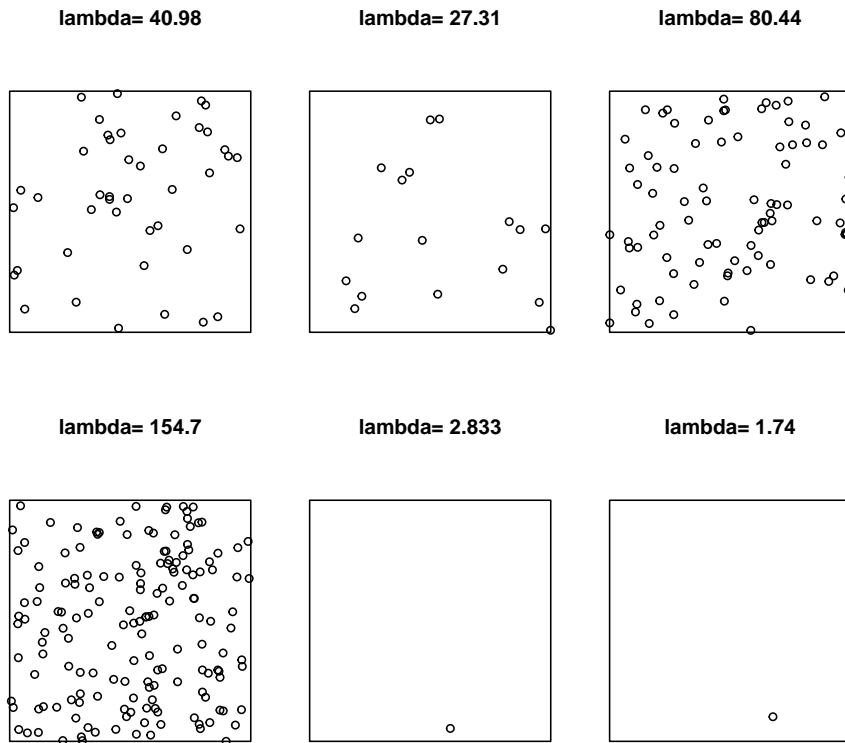 lambda= 40.98
lambda= 27.31
lambda= 80.44
lambda= 154.7
lambda= 2.833
lambda= 1.74